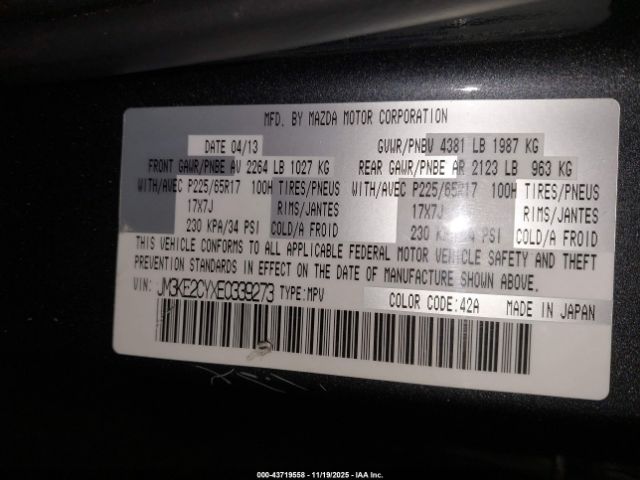 MFD. BY MAZDA MOTOR CORPORATION
DATE 04/13 GVWR/PNBV 4381 LB 1987 KG
FRONT GAWR/PNBE AV 2264 LB 1027 KG REAR GAWR/PNBE AR 2123 LB 963 KG
WITH/AVEC P225/65R17 100H TIRES/PNEUS WITH/AVEC P225/65R17 100H TIRES/PNEUS
17X7J RIMS/JANTES 17X7J RIMS/JANTES
230 KPA/34 PSI COLD/A FROID 230 KPA/34 PSI COLD/A FROID
THIS VEHICLE CONFORMS TO ALL APPLICABLE FEDERAL MOTOR VEHICLE SAFETY AND THEFT
PREVENTION STANDARDS IN EFFECT ON THE DATE OF MANUFACTURE SHOWN ABOVE.
VIN: JM3KE2CYXE0339273 TYPE:MPV COLOR CODE:42A MADE IN JAPAN
000-43719558 - 11/19/2025 - © IAA, Inc.